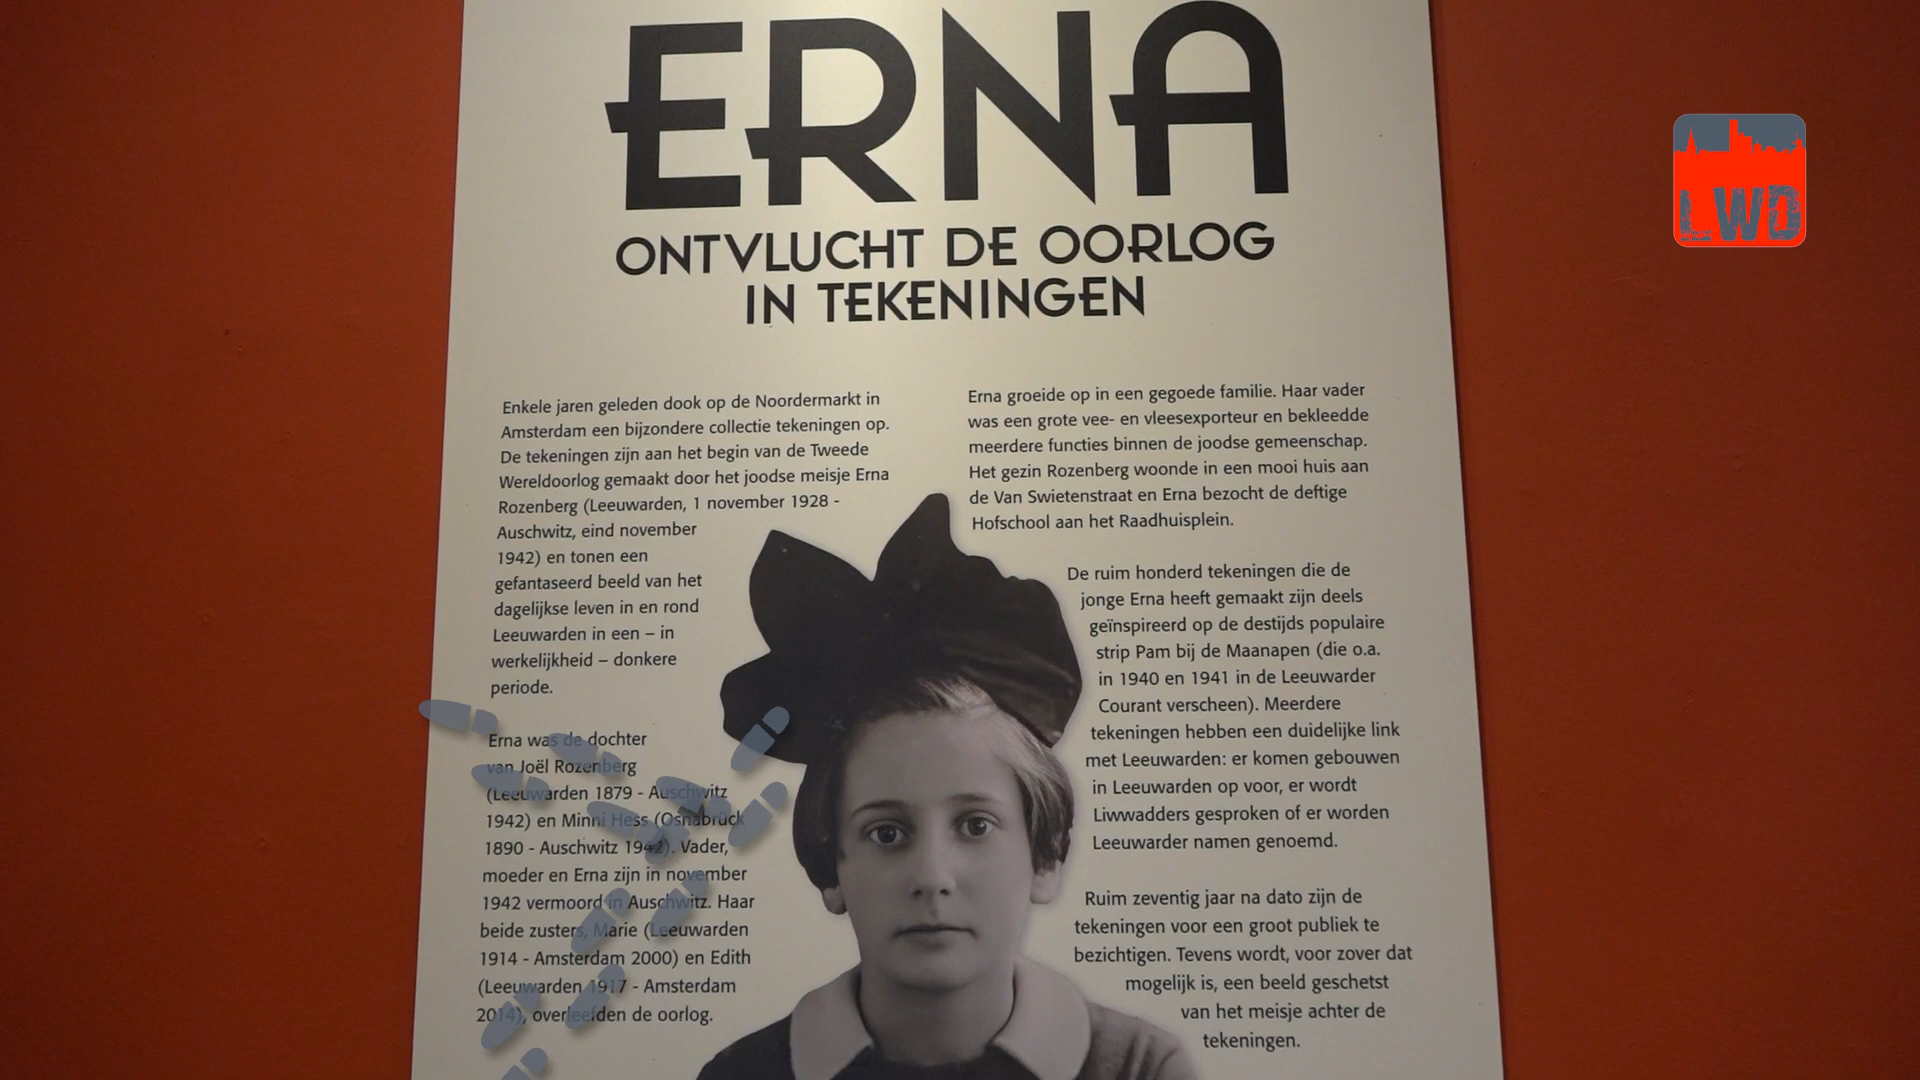 ERNA
ONTVLUCHT DE OORLOG
IN TEKENINGEN
Enkele jaren geleden dook op de Noordermarkt in
Amsterdam een bijzondere collectie tekeningen op.
De tekeningen zijn aan het begin van de Tweede
Wereldoorlog gemaakt door het joodse meisje Erna
Rozenberg (Leeuwarden, 1 november 1928 -
Auschwitz, eind november
1942) en tonen een
gefantaseerd beeld van het
dagelijkse leven in en rond
Leeuwarden in een – in
werkelijkheid – donkere
periode.
Erna was de dochter
van Joël Rozenberg
(Leeuwarden 1879 - Auschwitz
1942) en Minni Hess (Osnabrück
1890 - Auschwitz 1942). Vader,
moeder en Erna zijn in november
1942 vermoord in Auschwitz. Haar
beide zusters, Marie (Leeuwarden
1914 - Amsterdam 2000) en Edith
(Leeuwarden 1917 - Amsterdam
2014), overleefden de oorlog.
Erna groeide op in een gegoede familie. Haar vader
was een grote vee- en vleesexporteur en bekleedde
meerdere functies binnen de joodse gemeenschap.
Het gezin Rozenberg woonde in een mooi huis aan
de Van Swietenstraat en Erna bezocht de deftige
Hofschool aan het Raadhuisplein.
De ruim honderd tekeningen die de
jonge Erna heeft gemaakt zijn deels
geïnspireerd op de destijds populaire
strip Pam bij de Maanapen (die o.a.
in 1940 en 1941 in de Leeuwarder
Courant verscheen). Meerdere
tekeningen hebben een duidelijke link
met Leeuwarden: er komen gebouwen
in Leeuwarden op voor, er wordt
Liwwadders gesproken of er worden
Leeuwarder namen genoemd.
Ruim zeventig jaar na dato zijn de
tekeningen voor een groot publiek te
bezichtigen. Tevens wordt, voor zover dat
mogelijk is, een beeld geschetst
van het meisje achter de
tekeningen.
LWD